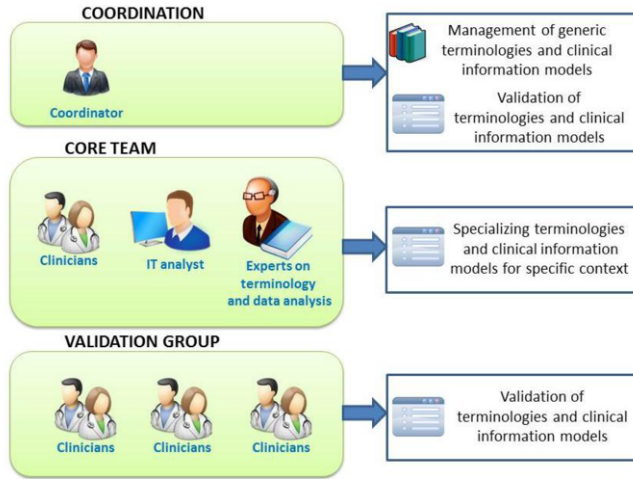 COORDINATION
Coordinator
Management of generic
terminologies and clinical
information models
Validation of
terminologies and clinical
information models
CORE TEAM
Clinicians
IT analyst
Experts on
terminology
and data analysis
Specializing terminologies
and clinical information
models for specific context
VALIDATION GROUP
Clinicians
Clinicians
Clinicians
Validation of
terminologies and clinical
information models